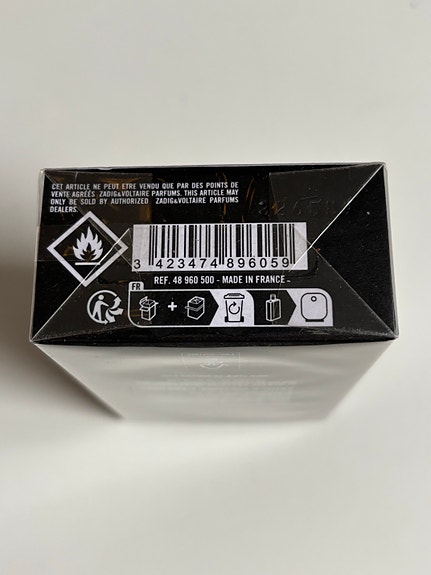 CET ARTICLE NE PEUT ETRE VENDU QUE PAR DES POINTS DE
VENTE AGRÉÉS .ZADIG&VOLTAIRE PARFUMS. THIS ARTICLE MAY
ONLY BE SOLD BY AUTHORIZED ZADIG&VOLTAIRE PARFUMS
DEALERS.
3 423474 896059
REF. 48 960 500 - MADE IN FRANCE -
FR
+